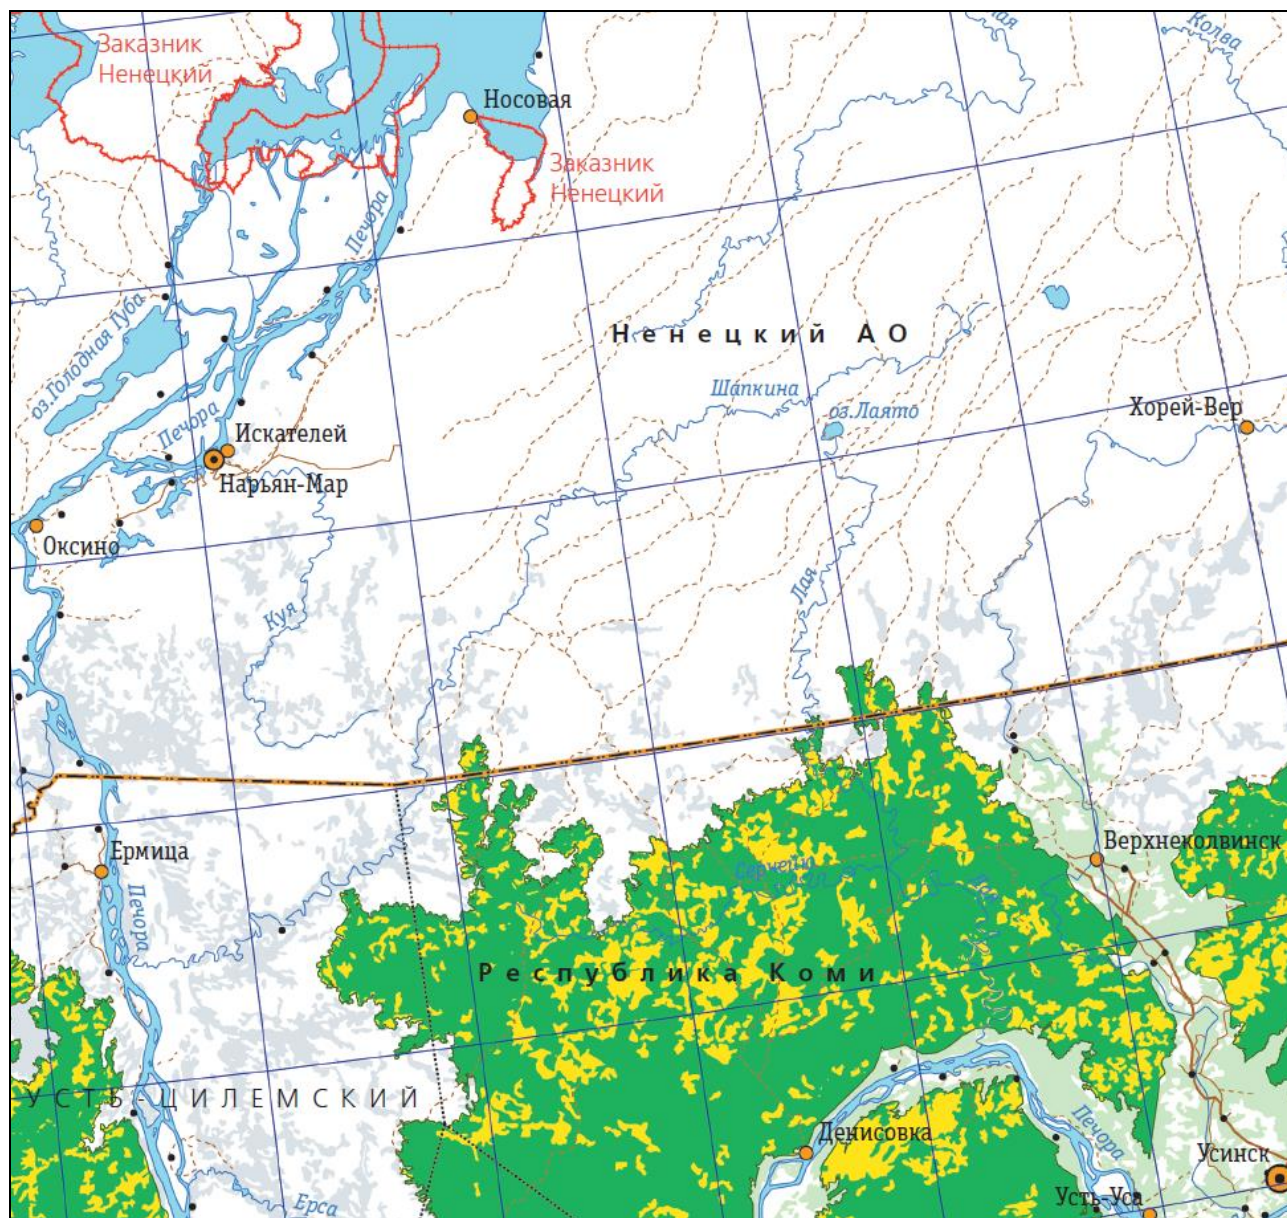 Колва
Заказник
Ненецкий
Носовая
Заказник
Ненецкий
Печора
оз.Голодная Губа
Ненецкий АО
Шапкина
оз.Лаято
Хорей-Вер
Печора
Искателей
Нарьян-Мар
Оксино
Куя
Лая
Ермица
Верхнеколвинск
Печора
Республика Коми
УСТЬ-ЦИЛЕМСКИЙ
Денисовка
Печора
Усинск
Усть-Уса
Ерса